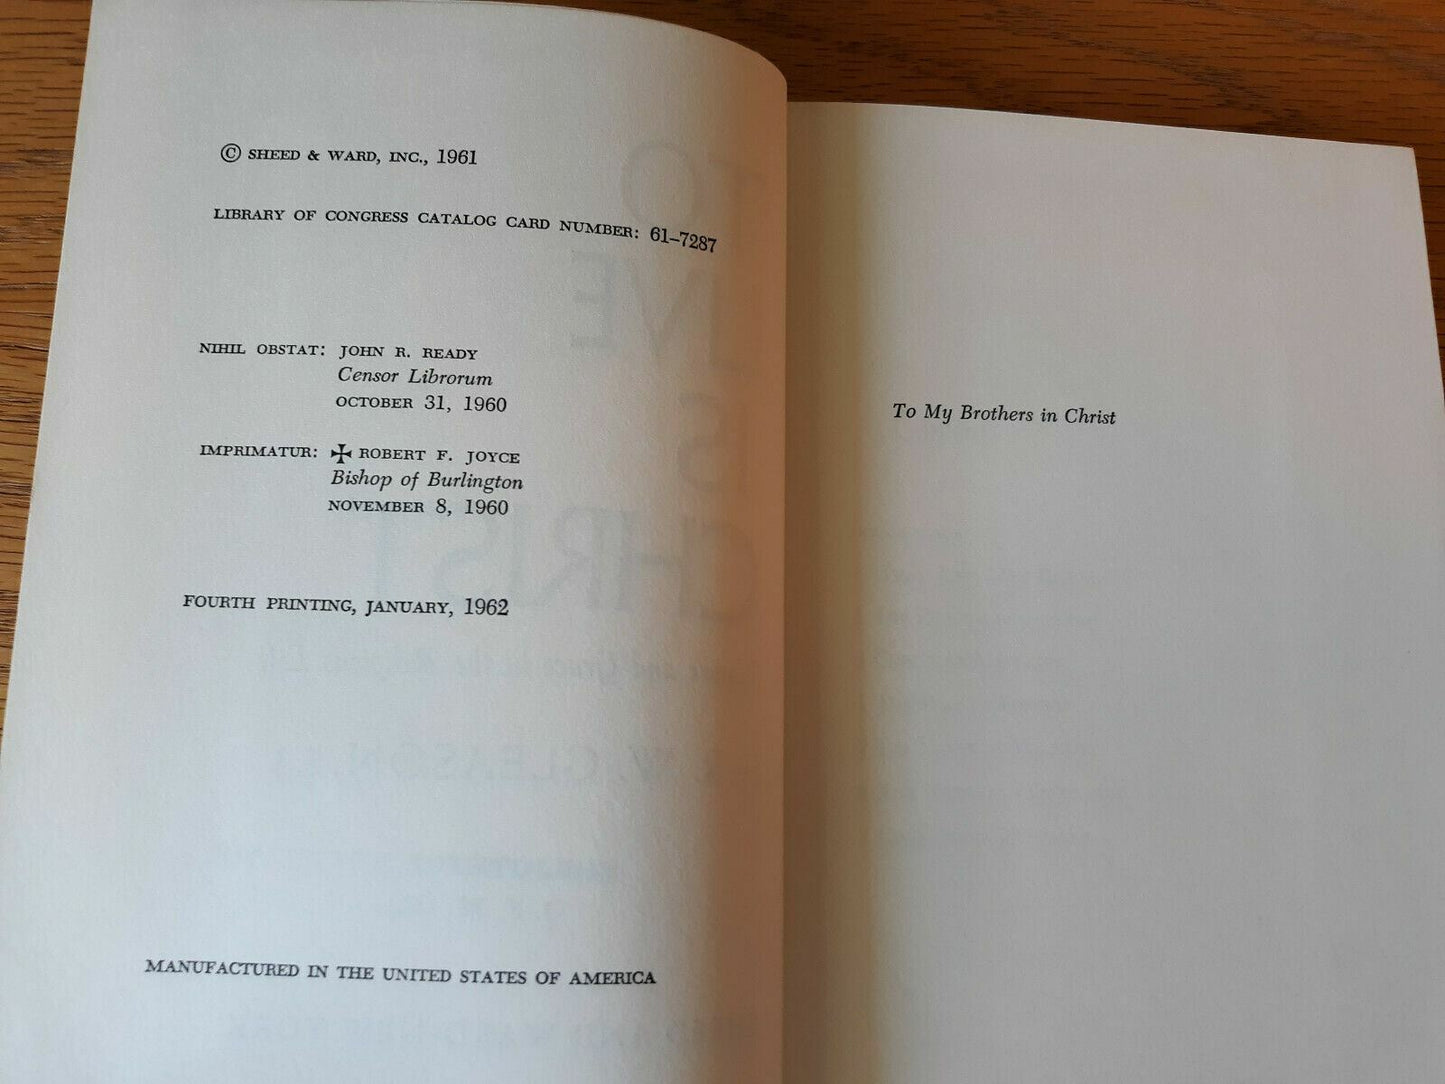 © SHEED & WARD, INC., 1961
LIBRARY OF CONGRESS CATALOG CARD NUMBER: 61–7287
NIHIL OBSTAT: JOHN R. READY
Censor Librorum
OCTOBER 31, 1960
IMPRIMATUR: ✠ ROBERT F. JOYCE
Bishop of Burlington
NOVEMBER 8, 1960
FOURTH PRINTING, JANUARY, 1962
MANUFACTURED IN THE UNITED STATES OF AMERICA
To My Brothers in Christ